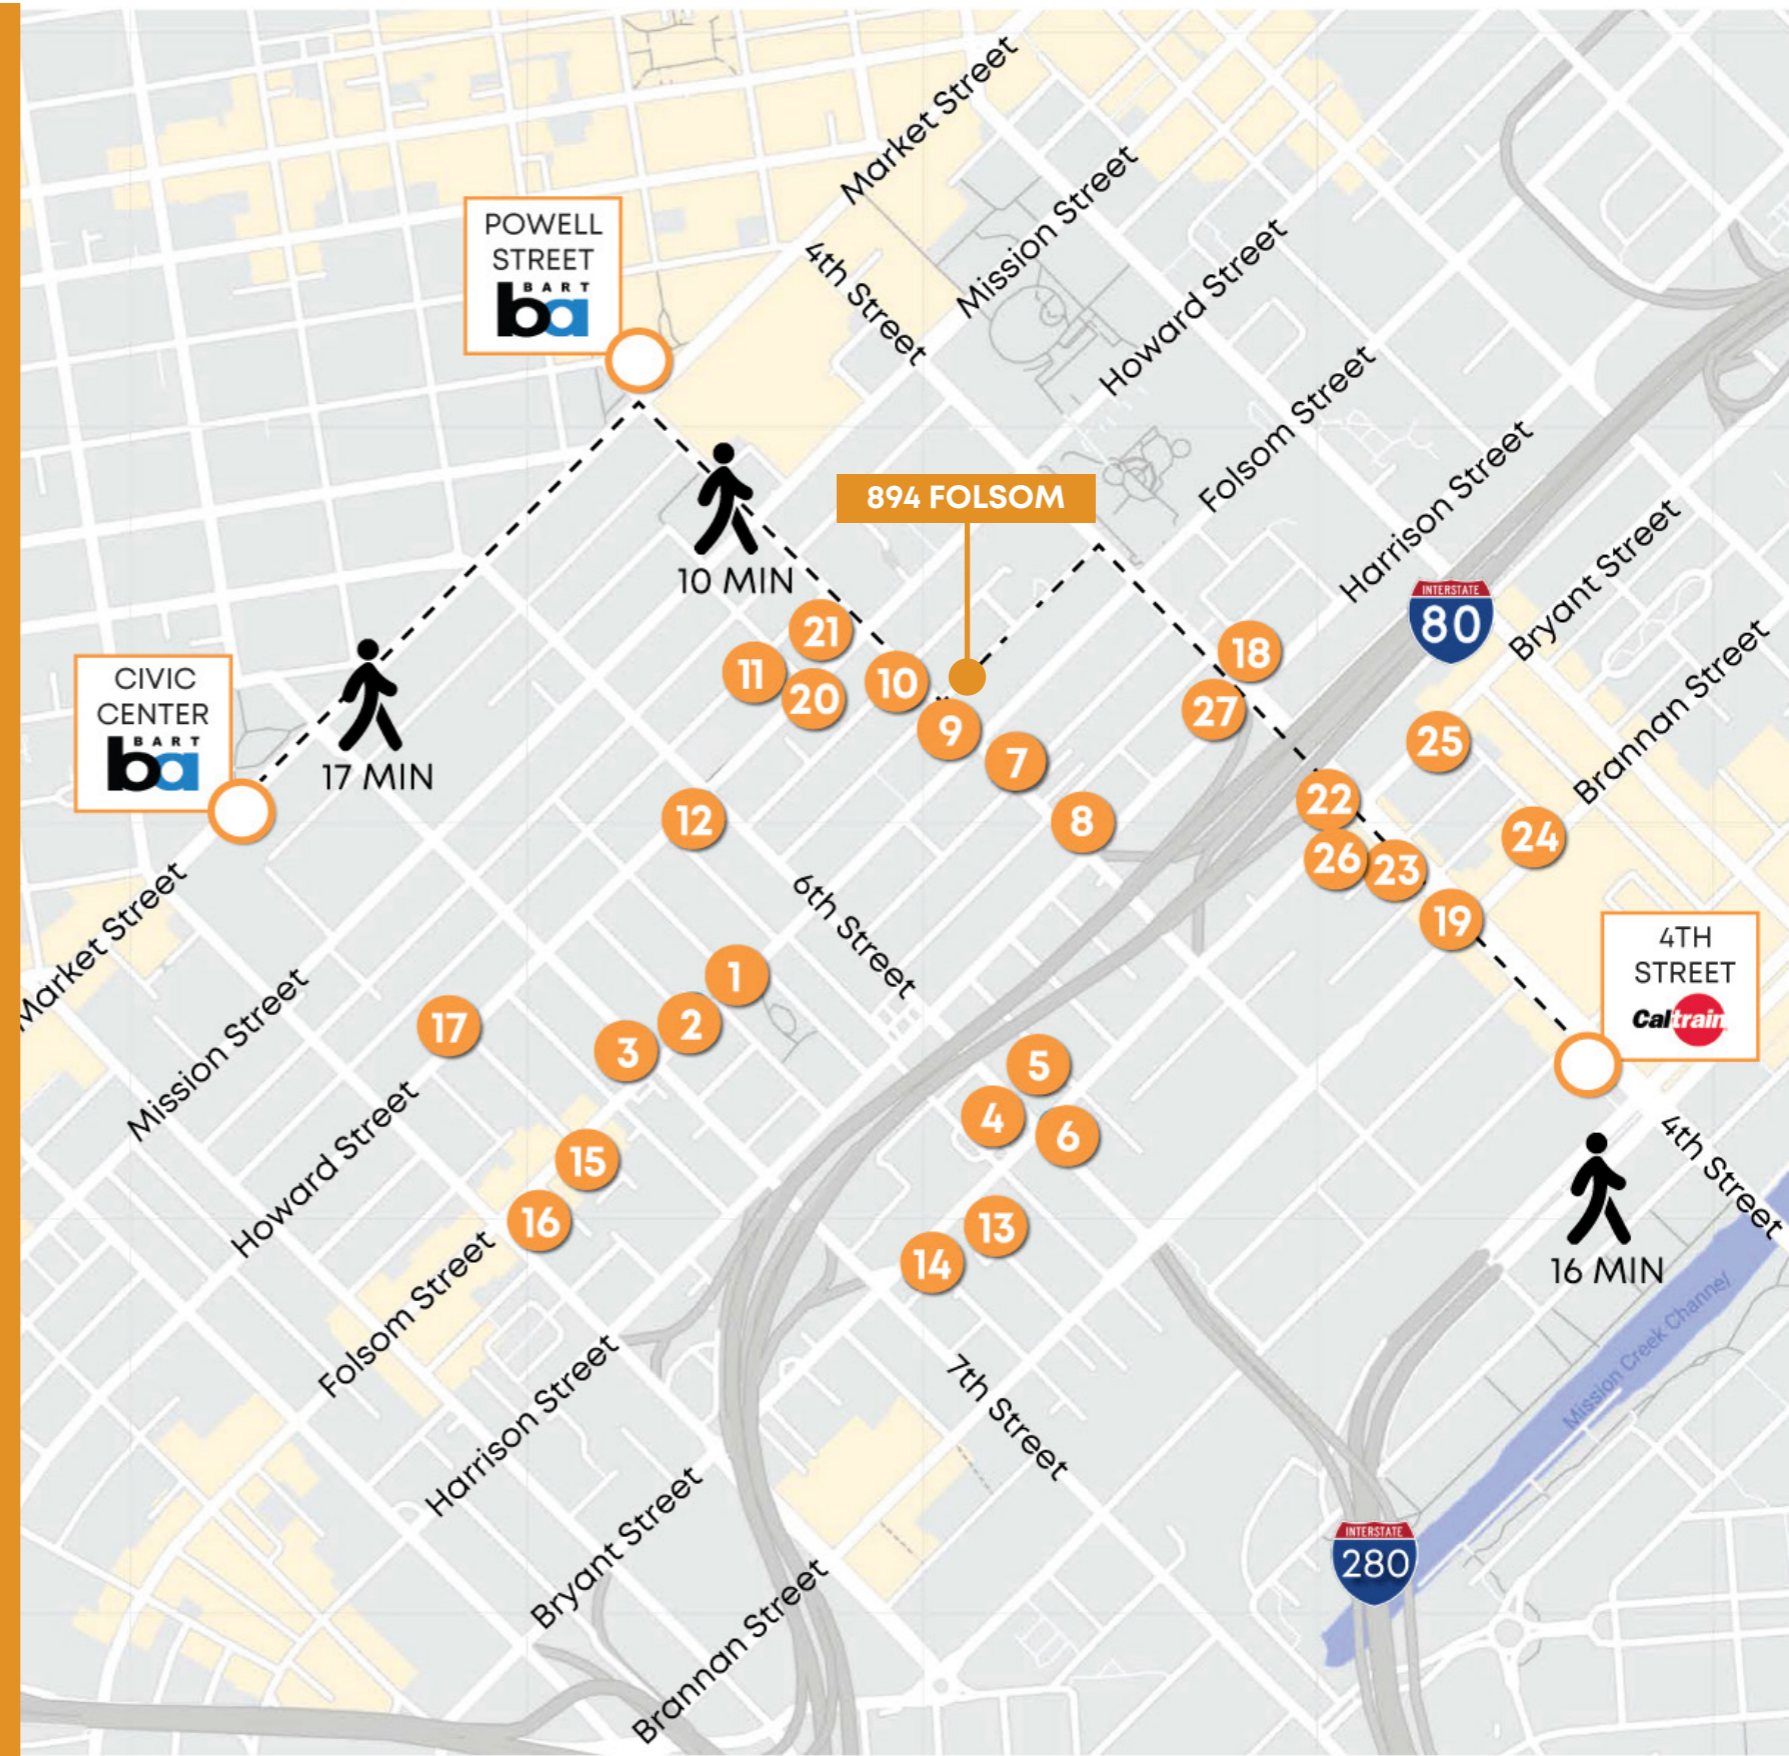 Market Street
Mission Street
POWELL
STREET
BART
ba
4th Street
Howard Street
Folsom Street
894 FOLSOM
Harrison Street
10 MIN
INTERSTATE
80
Bryant Street
21
18
Brannan Street
CIVIC
CENTER
BART
ba
11
20
10
27
17 MIN
9
7
25
12
8
22
24
26
23
6th Street
19
Market Street
4TH
STREET
Caltrain
1
Mission Street
17
2
3
5
4
6
4th Street
Howard Street
15
16
13
14
16 MIN
Folsom Street
Mission Creek Channel
Harrison Street
7th Street
Bryant Street
INTERSTATE
280
Brannan Street